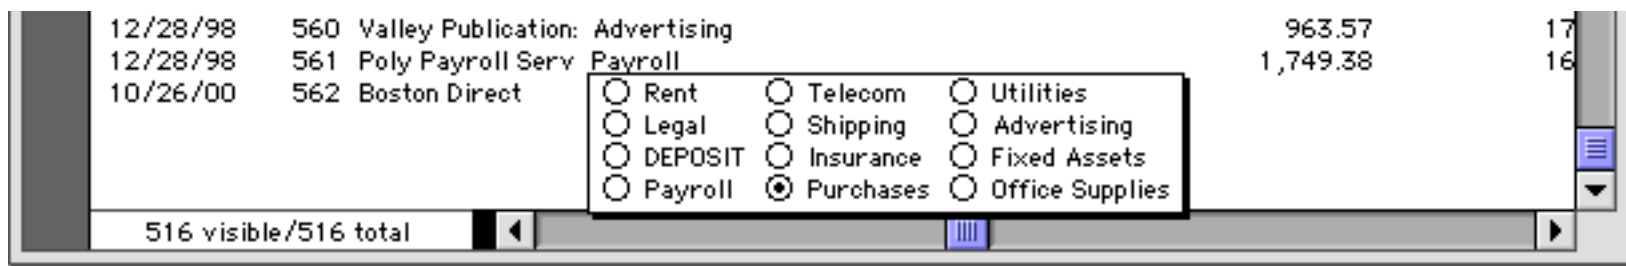 12/28/98 560 Valley Publication: Advertising 963.57 17
12/28/98 561 Poly Payroll Serv Payroll 1,749.38 16
10/26/00 562 Boston Direct
Rent Telecom Utilities
Legal Shipping Advertising
DEPOSIT Insurance Fixed Assets
Payroll Purchases Office Supplies
516 visible/516 total